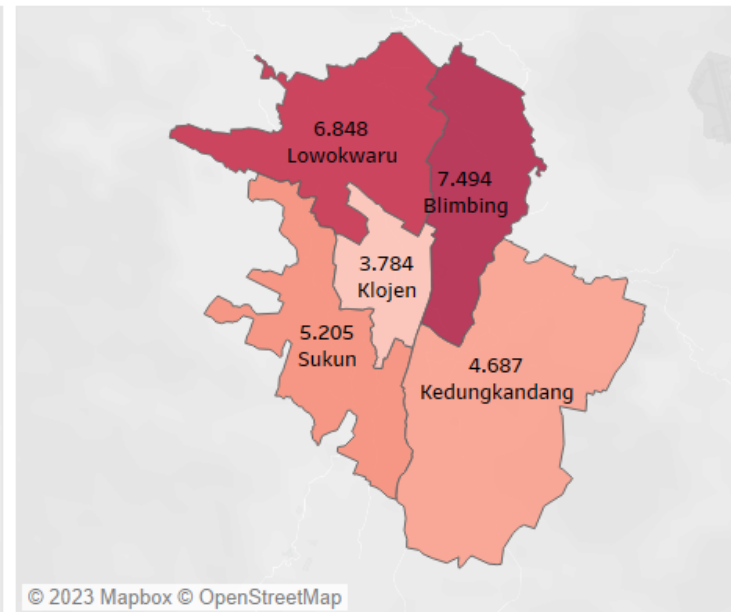 6.848
Lowokwaru
7.494
Blimbing
3.784
Klojen
5.205
Sukun
4.687
Kedungkandang
© 2023 Mapbox © OpenStreetMap